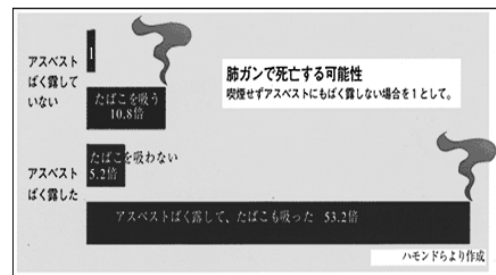 アスベスト
ばく露して
いない
1
たばこを吸う
10.8倍
肺ガンで死亡する可能性
喫煙せずアスベストにもばく露しない場合を1として。
アスベスト
ばく露した
たばこを吸わない
5.2倍
アスベストばく露して、たばこも吸った 53.2倍
ハモンドらより作成